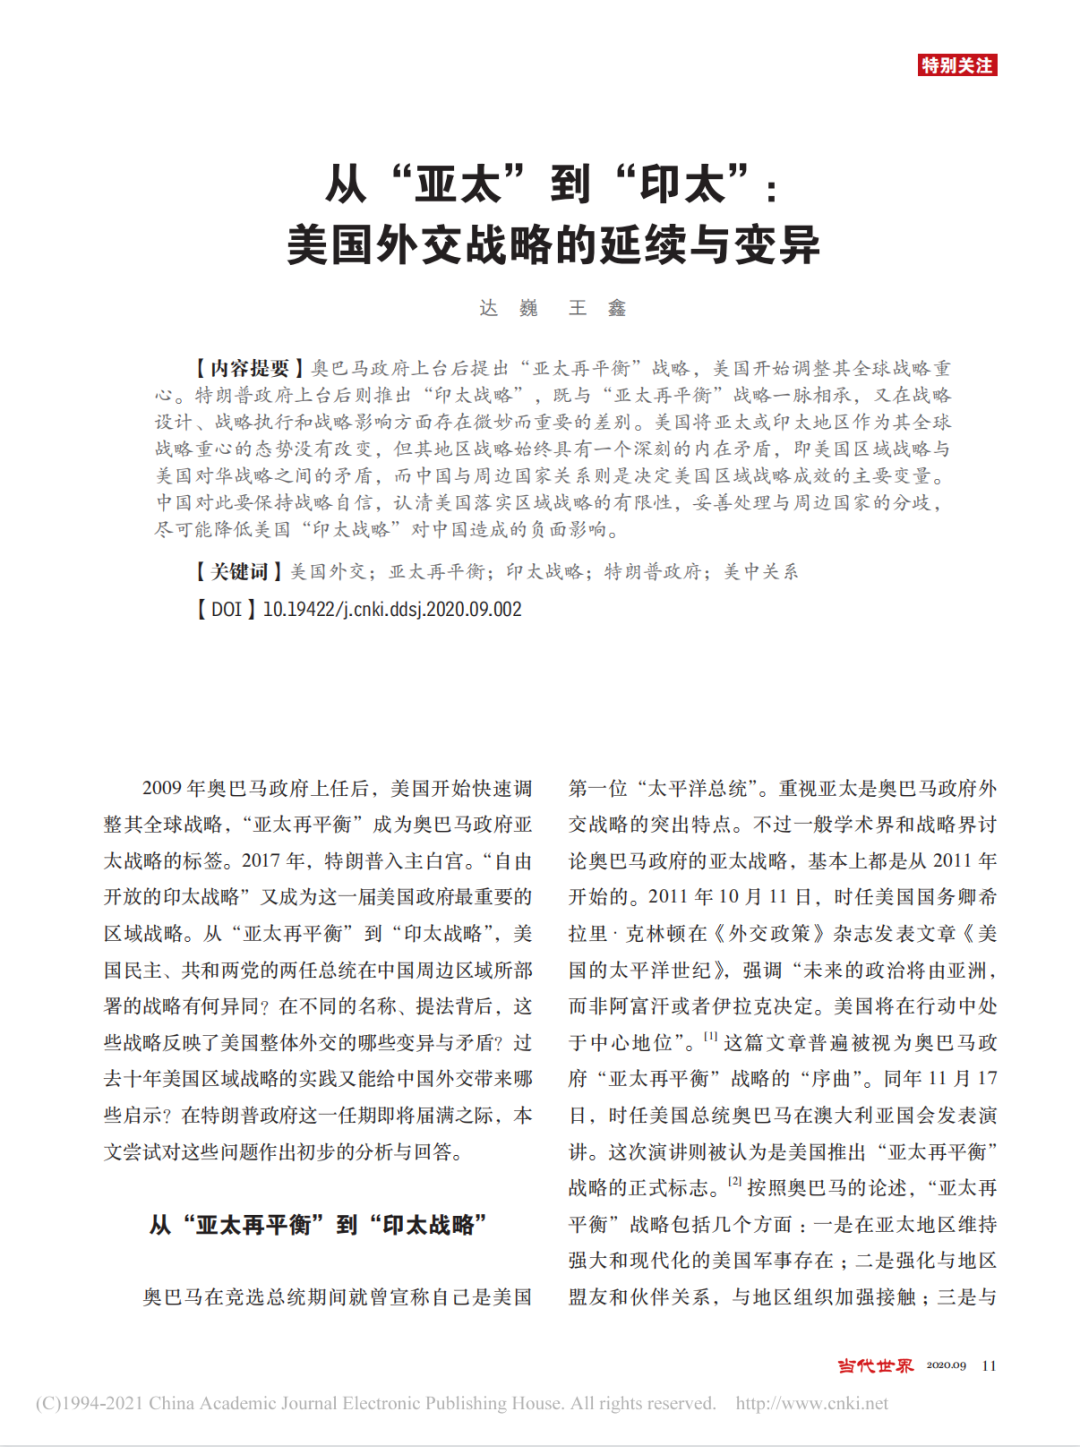 特别关注
从“亚太”到“印太”：
美国外交战略的延续与变异
达　巍　王　鑫
【内容提要】奥巴马政府上台后提出“亚太再平衡”战略，美国开始调整其全球战略重
心。特朗普政府上台后则推出“印太战略”，既与“亚太再平衡”战略一脉相承，又在战略
设计、战略执行和战略影响方面存在微妙而重要的差别。美国将亚太或印太地区作为其全球
战略重心的态势没有改变，但其地区战略始终具有一个深刻的内在矛盾，即美国区域战略与
美国对华战略之间的矛盾，而中国与周边国家关系则是决定美国区域战略成效的主要变量。
中国对此要保持战略自信，认清美国落实区域战略的有限性，妥善处理与周边国家的分歧，
尽可能降低美国“印太战略”对中国造成的负面影响。
【关键词】美国外交；亚太再平衡；印太战略；特朗普政府；美中关系
【DOI】10.19422/j.cnki.ddsj.2020.09.002
2009 年奥巴马政府上任后，美国开始快速调
整其全球战略，“亚太再平衡”成为奥巴马政府亚
太战略的标签。2017 年，特朗普入主白宫。“自由
开放的印太战略”又成为这一届美国政府最重要的
区域战略。从“亚太再平衡”到“印太战略”，美
国民主、共和两党的两任总统在中国周边区域所部
署的战略有何异同？在不同的名称、提法背后，这
些战略反映了美国整体外交的哪些变异与矛盾？过
去十年美国区域战略的实践又能给中国外交带来哪
些启示？在特朗普政府这一任期即将届满之际，本
文尝试对这些问题作出初步的分析与回答。
从“亚太再平衡”到“印太战略”
奥巴马在竞选总统期间就曾宣称自己是美国
第一位“太平洋总统”。重视亚太是奥巴马政府外
交战略的突出特点。不过一般学术界和战略界讨
论奥巴马政府的亚太战略，基本上都是从 2011 年
开始的。2011 年 10 月 11 日，时任美国国务卿希
拉里·克林顿在《外交政策》杂志发表文章《美
国的太平洋世纪》，强调“未来的政治将由亚洲，
而非阿富汗或者伊拉克决定。美国将在行动中处
于中心地位”。[1] 这篇文章普遍被视为奥巴马政
府“亚太再平衡”战略的“序曲”。同年 11 月 17
日，时任美国总统奥巴马在澳大利亚国会发表演
讲。这次演讲则被认为是美国推出“亚太再平衡”
战略的正式标志。[2] 按照奥巴马的论述，“亚太再
平衡”战略包括几个方面：一是在亚太地区维持
强大和现代化的美国军事存在；二是强化与地区
盟友和伙伴关系，与地区组织加强接触；三是与
当代世界 2020.09 11
(C)1994-2021 China Academic Journal Electronic Publishing House. All rights reserved. http://www.cnki.net